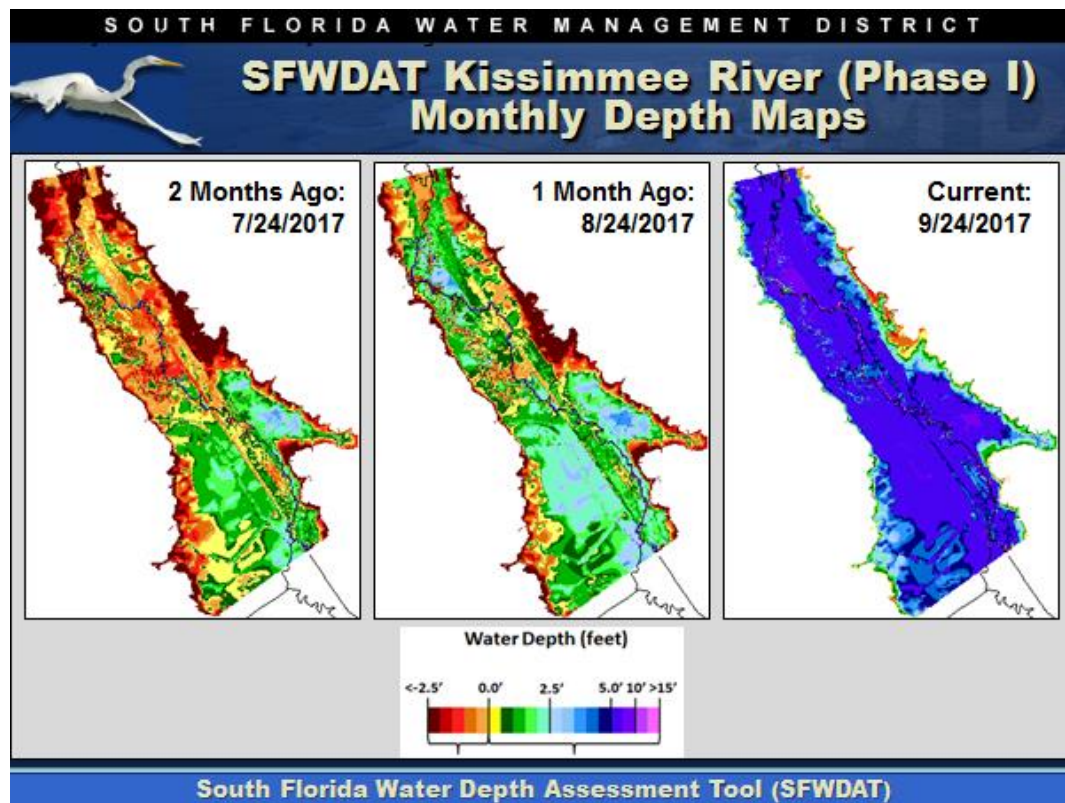 SOUTH FLORIDA WATER MANAGEMENT DISTRICT
SFWDAT Kissimmee River (Phase I)
Monthly Depth Maps
2 Months Ago:
7/24/2017
1 Month Ago:
8/24/2017
Current:
9/24/2017
Water Depth (feet)
<-2.5' 0.0' 2.5' 5.0' 10' >15'
South Florida Water Depth Assessment Tool (SFWDAT)